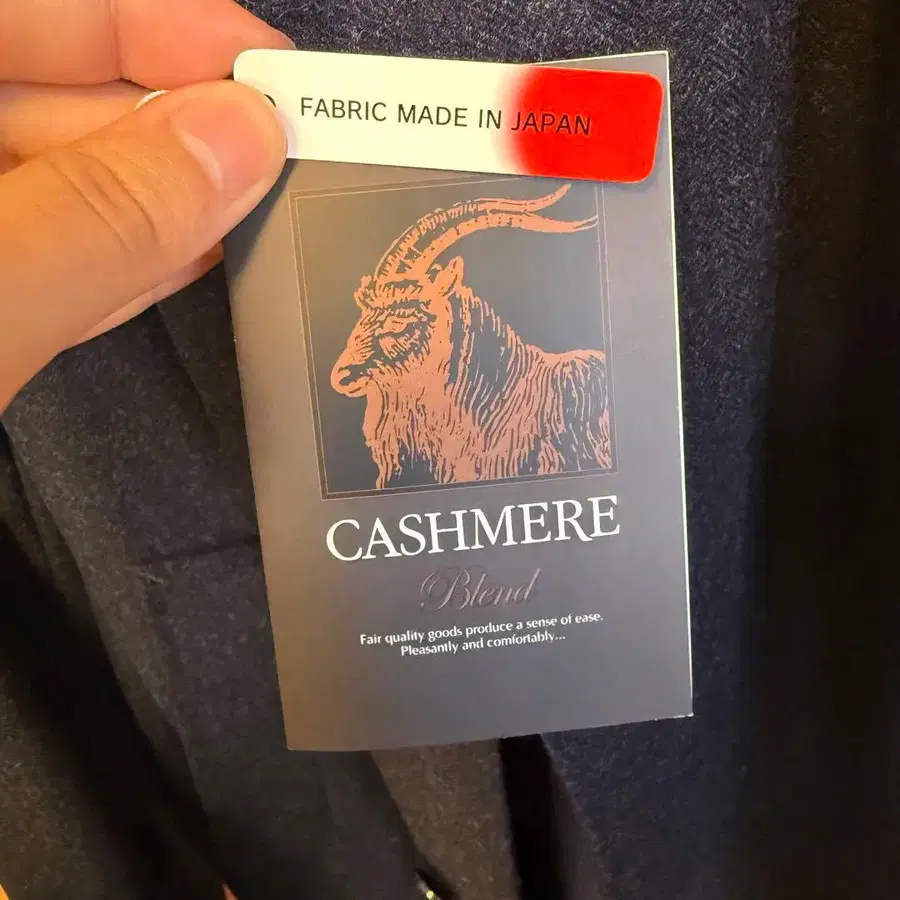 FABRIC MADE IN JAPAN
CASHMERE
Blend
Fair quality goods produce a sense of ease.
Pleasantly and comfortably...